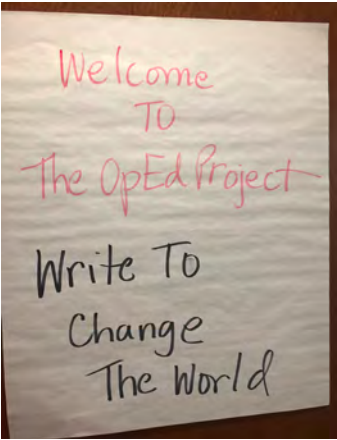 Welcome
TO
The OpEd Project
Write To
Change
The World